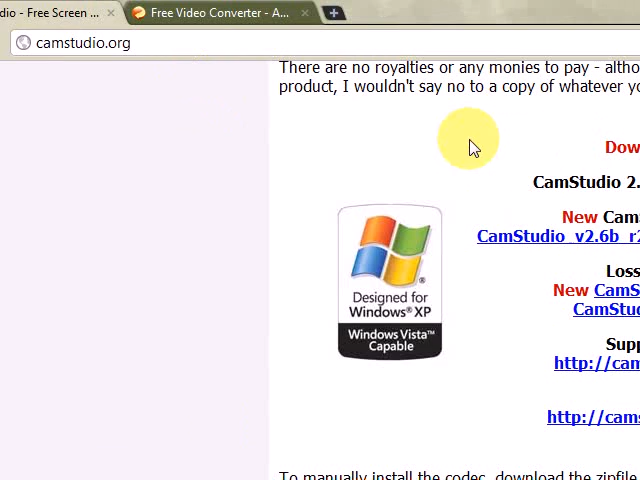 dio - Free Screen ...
Free Video Converter - A...
camstudio.org
There are no royalties or any monies to pay - altho
product, I wouldn't say no to a copy of whatever yo
Dow
CamStudio 2.
New Cam
CamStudio_v2.6b_r2
Loss
New CamS
CamStud
Designed for
Windows® XP
Windows Vista™
Capable
Supp
http://cam
http://cams
To manually install the codec, download the zipfile